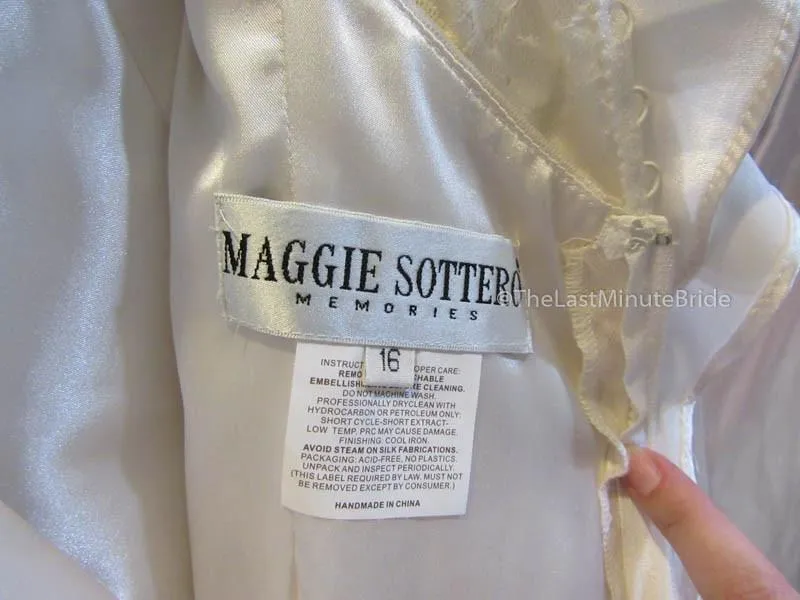 MAGGIE SOTTERO
MEMORIES
©TheLastMinuteBride
16
INSTRUCT OPER CARE:
REMO CHABLE
EMBELLISH RE CLEANING.
DO NOT MACHINE WASH.
PROFESSIONALLY DRYCLEAN WITH
HYDROCARBON OR PETROLEUM ONLY:
SHORT CYCLE-SHORT EXTRACT-
LOW TEMP. PRC MAY CAUSE DAMAGE.
FINISHING: COOL IRON.
AVOID STEAM ON SILK FABRICATIONS.
PACKAGING: ACID-FREE, NO PLASTICS.
UNPACK AND INSPECT PERIODICALLY.
(THIS LABEL REQUIRED BY LAW. MUST NOT
BE REMOVED EXCEPT BY CONSUMER.)
HANDMADE IN CHINA